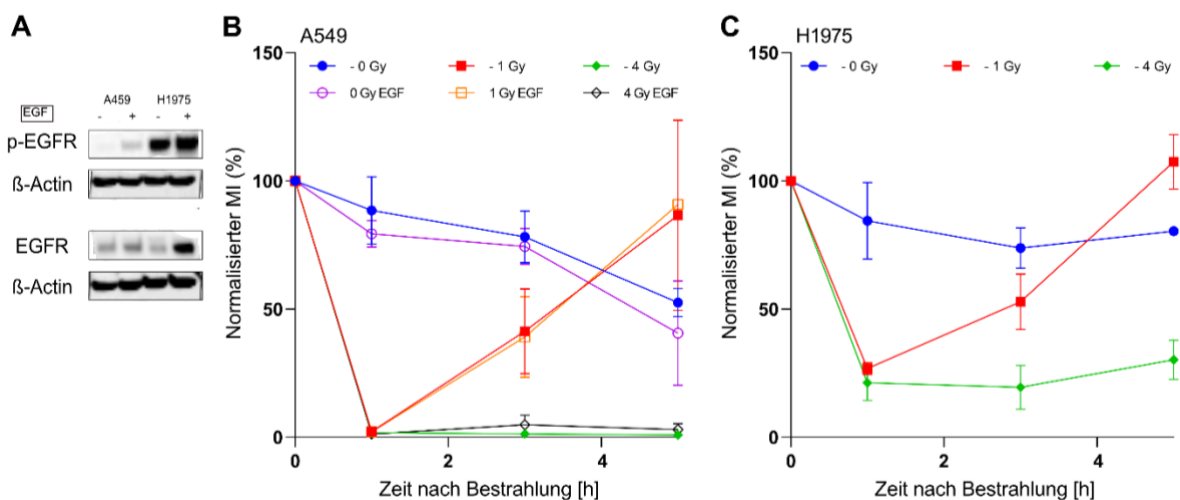 A
A459 H1975
EGF - + - +
p-EGFR
ß-Actin
EGFR
ß-Actin
B
A549
- 0 Gy - 1 Gy - 4 Gy
0 Gy EGF 1 Gy EGF 4 Gy EGF
Normalisierter MI (%)
150
100
50
0
0 2 4
Zeit nach Bestrahlung [h]
C
H1975
- 0 Gy - 1 Gy - 4 Gy
Normalisierter MI (%)
150
100
50
0
0 2 4
Zeit nach Bestrahlung [h]